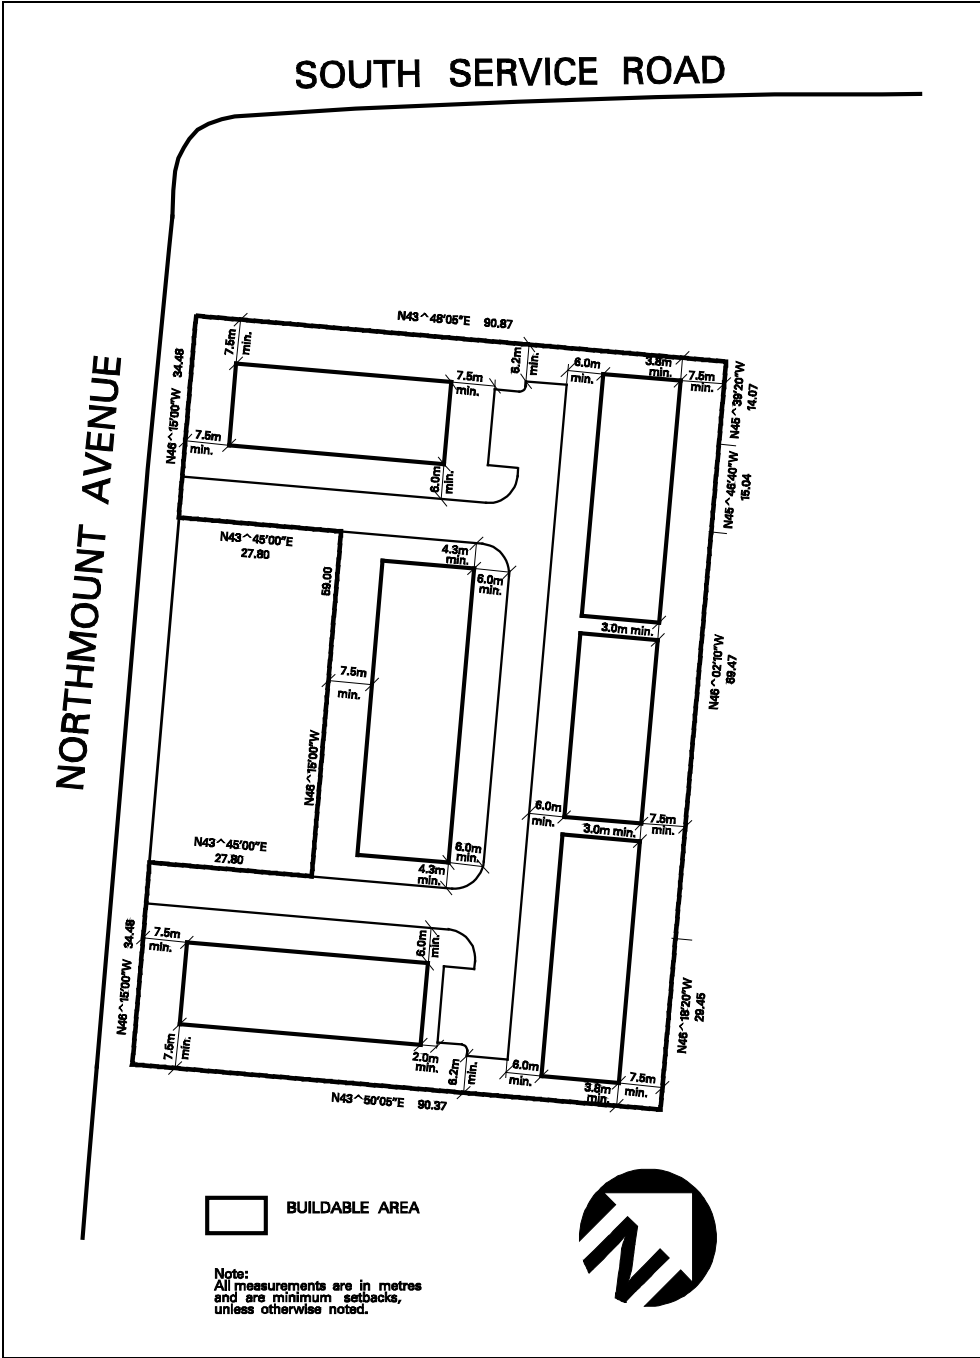 SOUTH SERVICE ROAD
NORTHMOUNT AVENUE
N43^48'05"E 90.87
7.5m
min.
6.2m
min.
6.0m
min.
3.8m
min.
7.5m
min.
7.5m
min.
N46^15'00"W 34.48
7.5m
min.
6.0m
min.
N45^39'20"W
14.07
N45^46'40"W
15.04
N43^45'00"E
27.80
59.00
N46^15'00"W
4.3m
min.
6.0m
min.
7.5m
min.
3.0m min.
N46^02'10"W
69.47
6.0m
min.
3.0m min.
7.5m
min.
N43^45'00"E
27.80
6.0m
min.
4.3m
min.
N46^15'00"W 34.48
7.5m
min.
6.0m
min.
7.5m
min.
2.0m
min.
6.2m
min.
6.0m
min.
3.8m
min.
7.5m
min.
N46^18'20"W
29.45
N43^50'05"E 90.37
BUILDABLE AREA
N
Note:
All measurements are in metres
and are minimum setbacks,
unless otherwise noted.